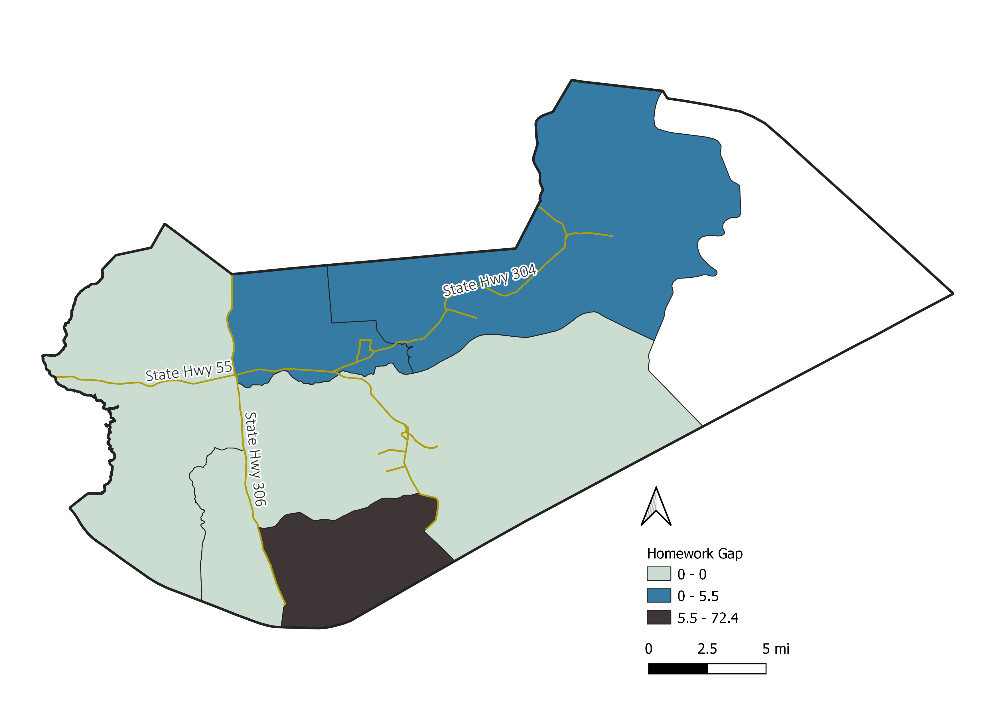 State Hwy 304
State Hwy 55
State Hwy 306
Homework Gap
0 - 0
0 - 5.5
5.5 - 72.4
0 2.5 5 mi